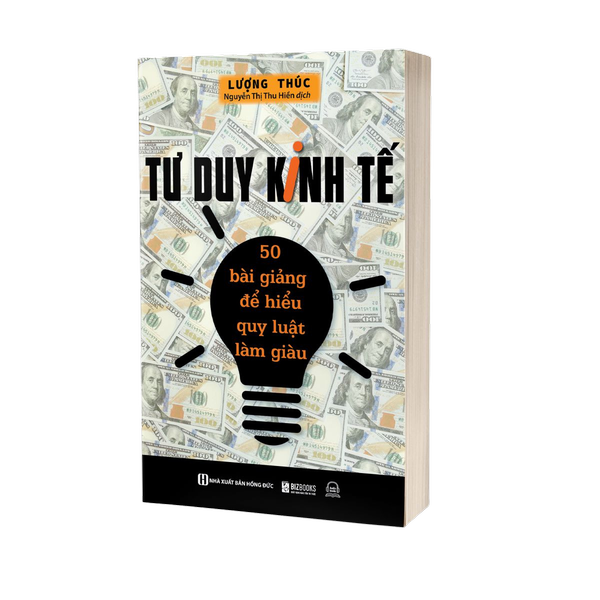 LƯỢNG THÚC
Nguyễn Thị Thu Hiền dịch
TƯ DUY KINH TẾ
50
bài giảng
để hiểu
quy luật
làm giàu
NHÀ XUẤT BẢN HỒNG ĐỨC
BIZBOOKS